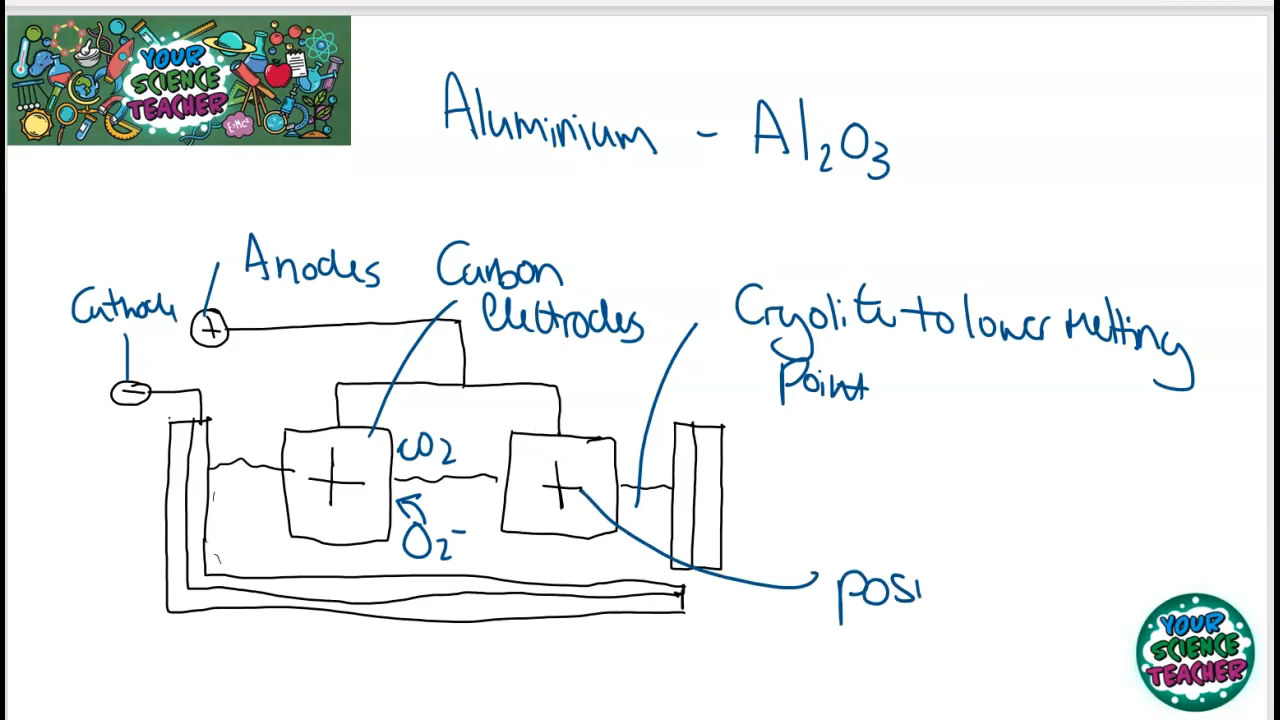 YOUR
SCIENCE
TEACHER
E=mc²
Aluminium - Al₂O₃
Anodes
Carbon
electrodes
Cathode
+
Cryolite to lower melting
point
-
CO₂
+
+
O₂⁻
posi
YOUR
SCIENCE
TEACHER